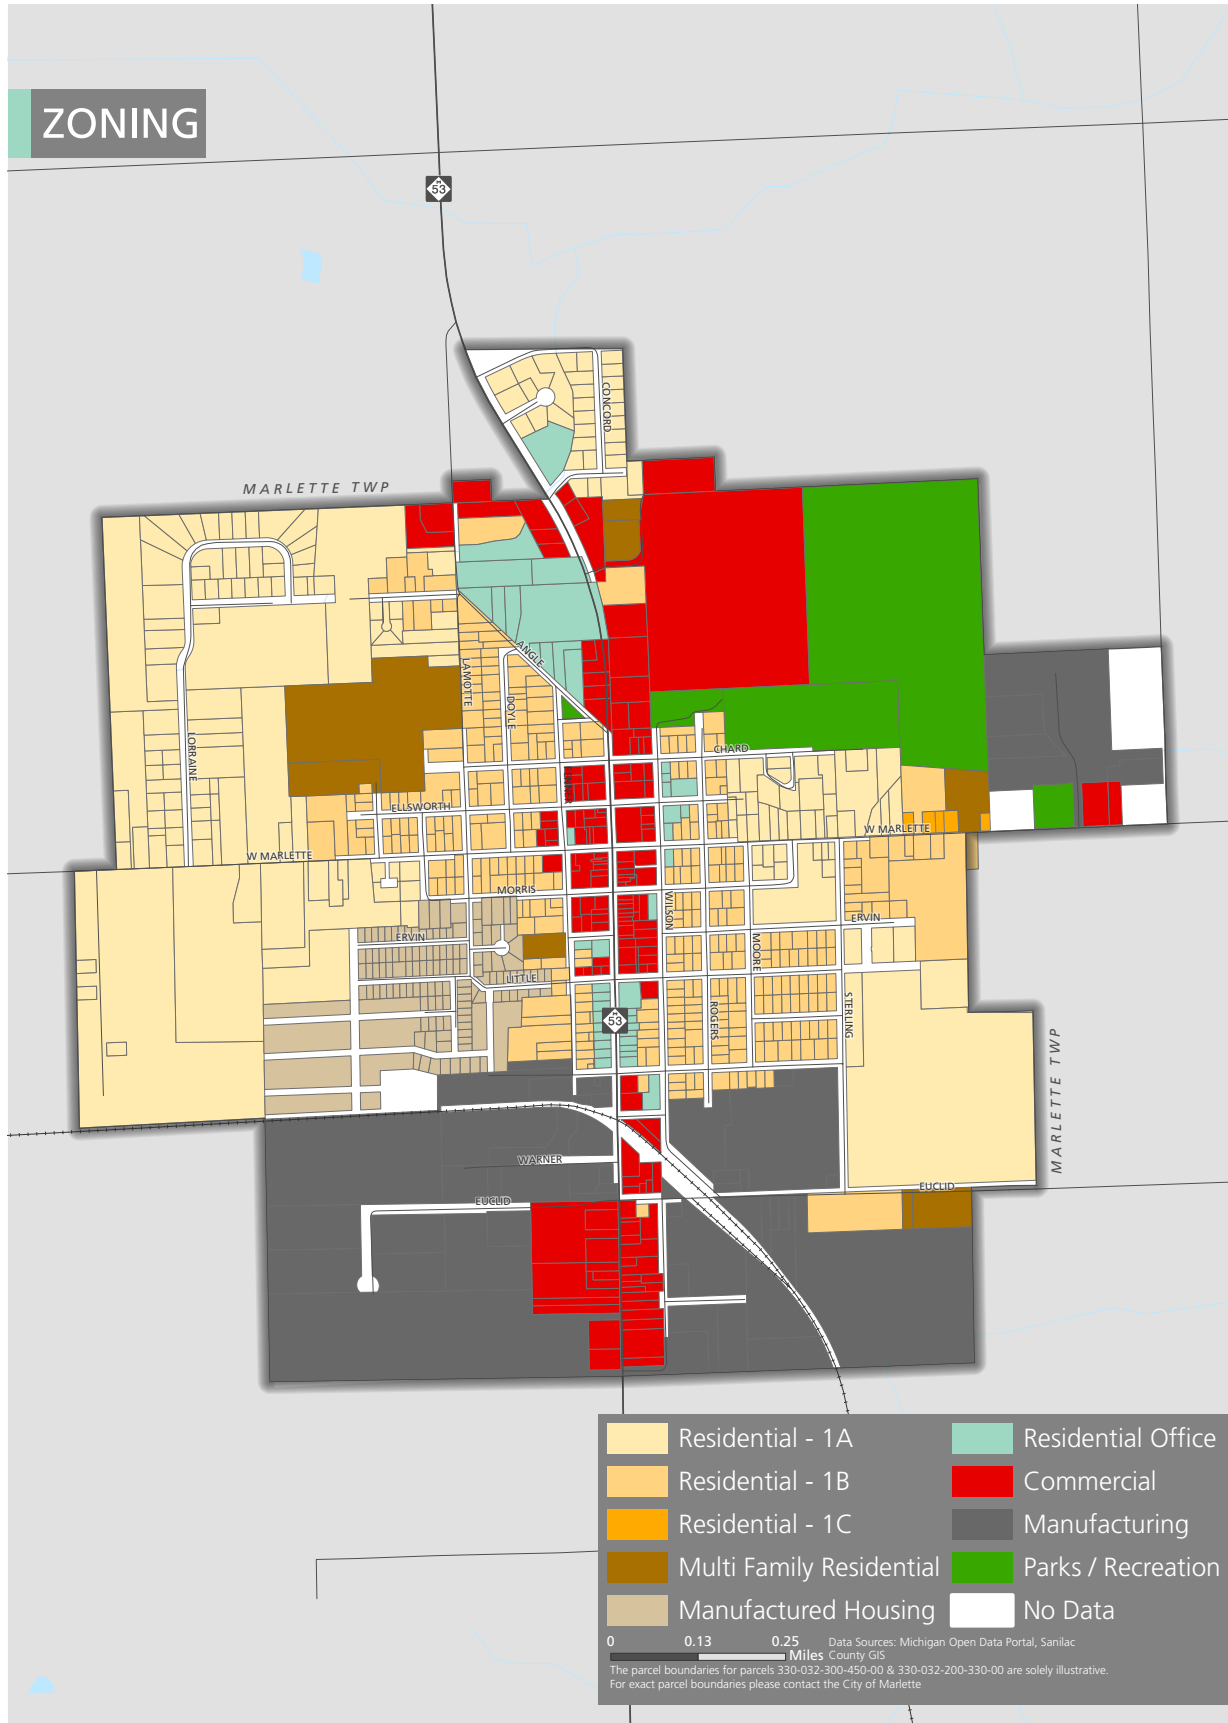 ZONING
M
53
CONCORD
MARLETTE TWP
ANGLE
LAMOTTE
DOYLE
LORRAINE
CHARD
ELLSWORTH
W MARLETTE
W MARLETTE
MORRIS
WILSON
ERVIN
ERVIN
MOORE
LITTLE
STERLING
ROGERS
M
53
MARLETTE TWP
WARNER
EUCLID
EUCLID
Residential - 1A
Residential - 1B
Residential - 1C
Multi Family Residential
Manufactured Housing
Residential Office
Commercial
Manufacturing
Parks / Recreation
No Data
0 0.13 0.25
Miles
Data Sources: Michigan Open Data Portal, Sanilac
County GIS
The parcel boundaries for parcels 330-032-300-450-00 & 330-032-200-330-00 are solely illustrative.
For exact parcel boundaries please contact the City of Marlette